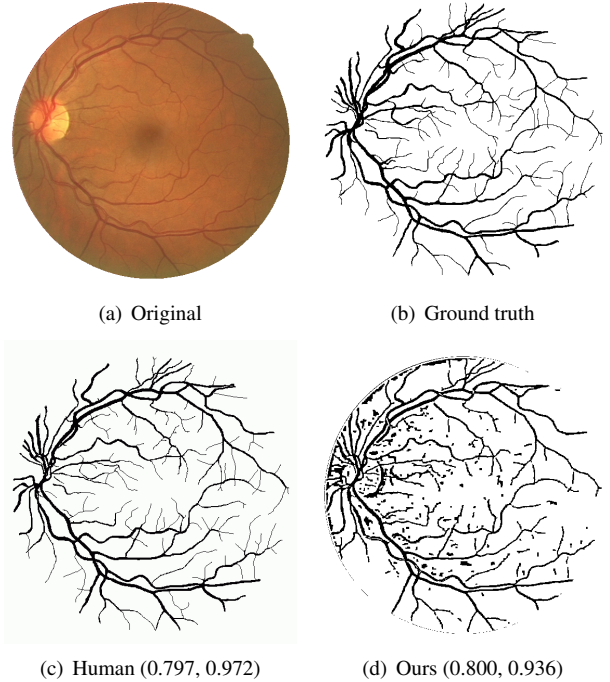 (a) Original
(b) Ground truth
(c) Human (0.797, 0.972)
(d) Ours (0.800, 0.936)